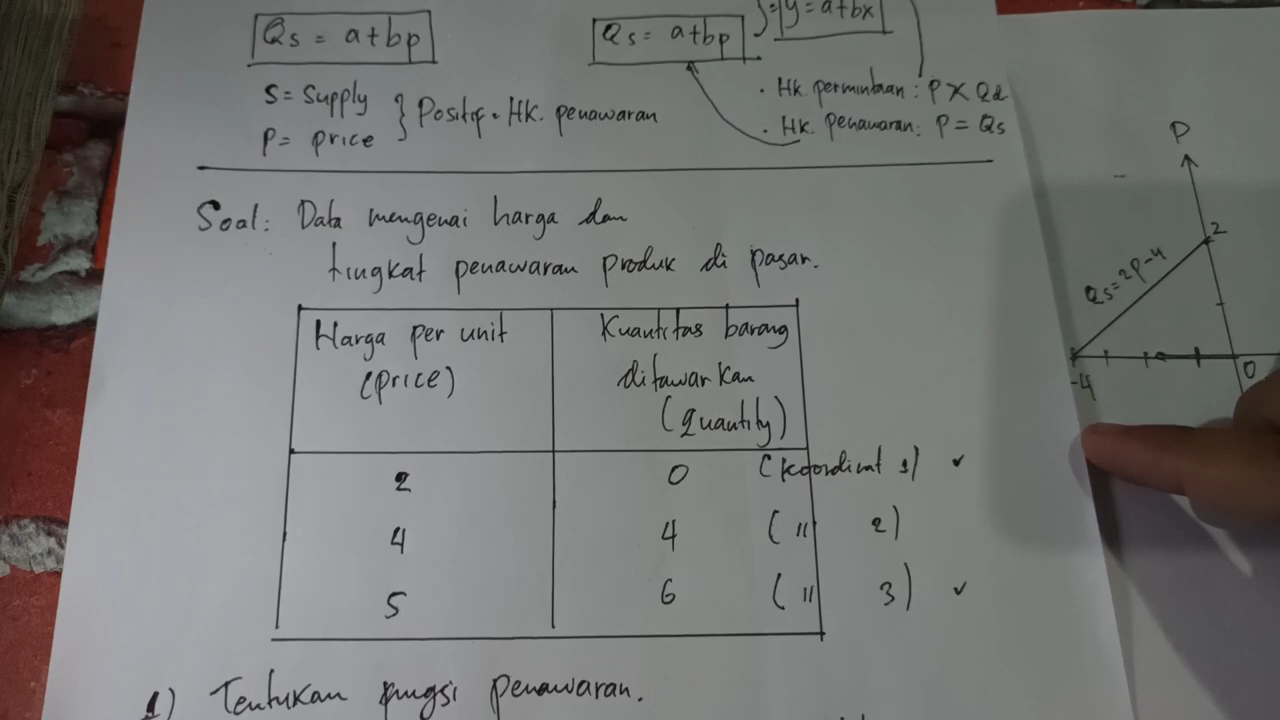 Qs = a+bp
S = Supply
P = price
} Positif. Hk. penawaran
Qs = a+bp
y = a+bx
. Hk. permintaan : P X Qd
. Hk. penawaran : P = Qs
Soal : Data mengenai harga dan
tingkat penawaran produk di pasar.
Harga per unit
(price)
Kuantitas barang
ditawarkan
(quantity)
2 0 (Koordinat 1) ✓
4 4 ( " 2)
5 6 ( " 3) ✓
1) Tentukan fungsi penawaran.
P
2
Qs = 2P-4
-4
0